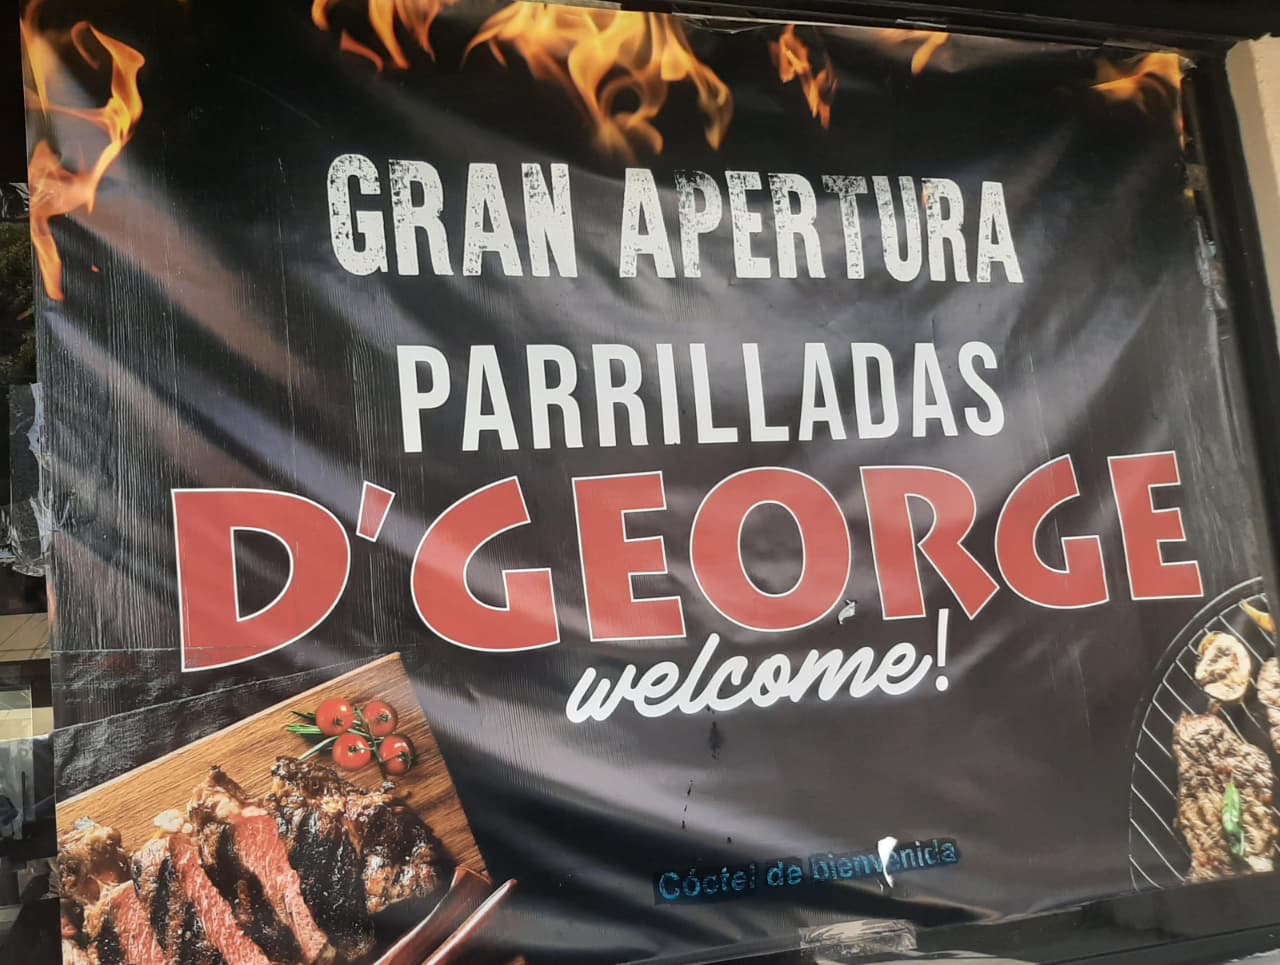 GRAN APERTURA
PARRILLADAS
D'GEORGE
welcome!
Cóctel de bienvenida